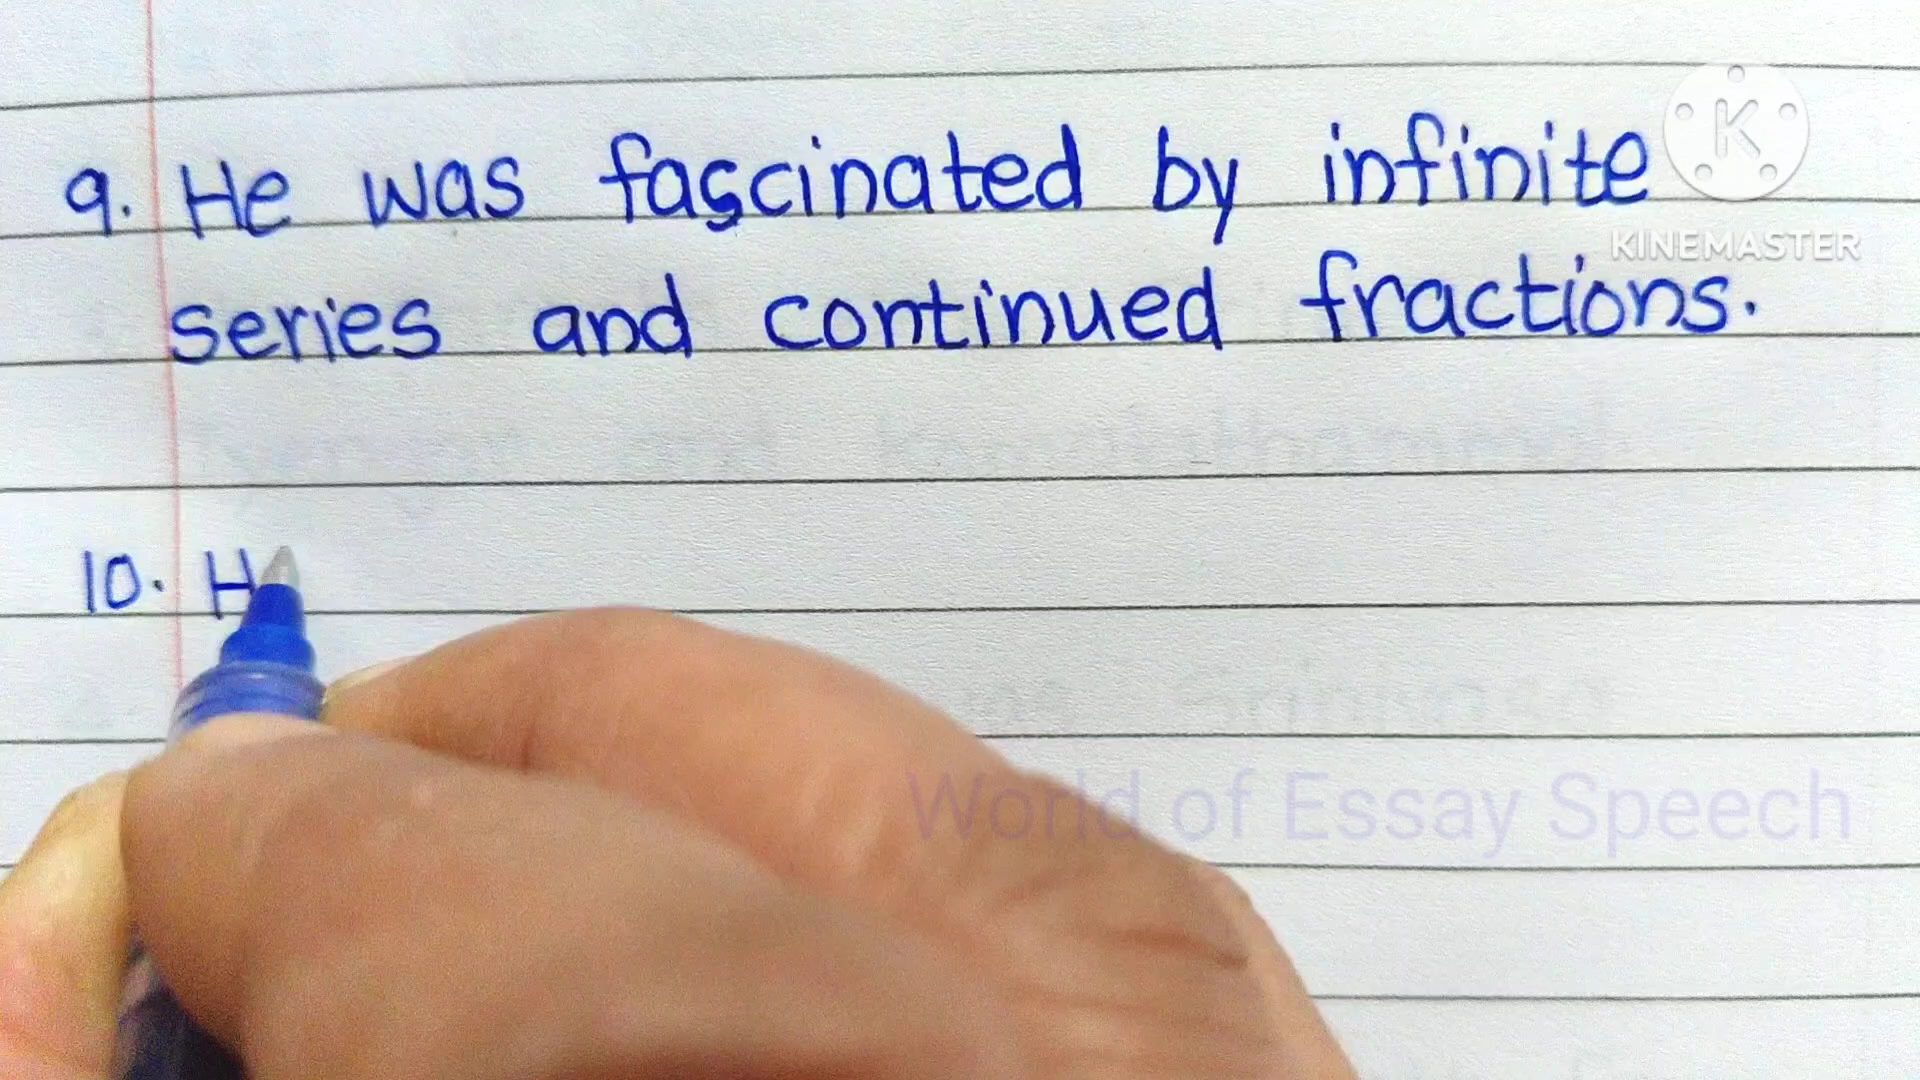 9. He was fascinated by infinite
KINEMASTER
series and continued fractions.
10. H
World of Essay Speech